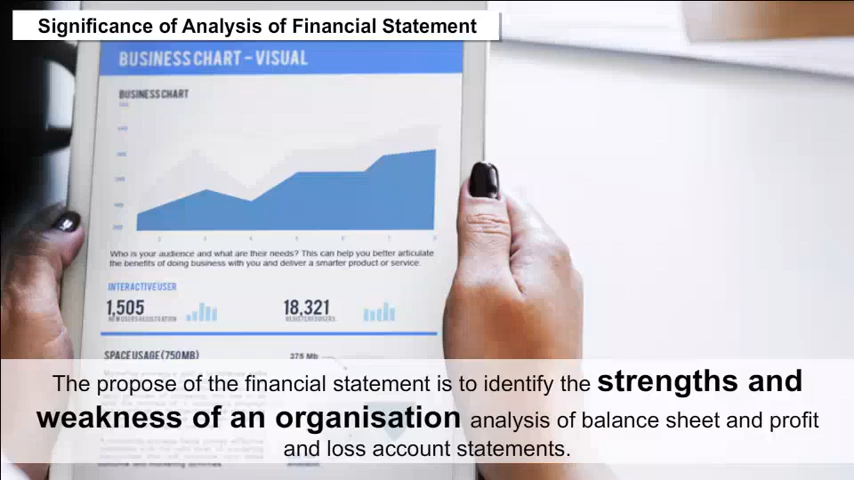 Significance of Analysis of Financial Statement
BUSINESS CHART – VISUAL
BUSINESS CHART
Who is your audience and what are their needs? This can help you better articulate
the benefits of doing business with you and deliver a smarter product or service.
INTERACTIVE USER
1,505
18,321
SPACE USAGE (750 MB)
375 Mb
The propose of the financial statement is to identify the strengths and
weakness of an organisation analysis of balance sheet and profit
and loss account statements.